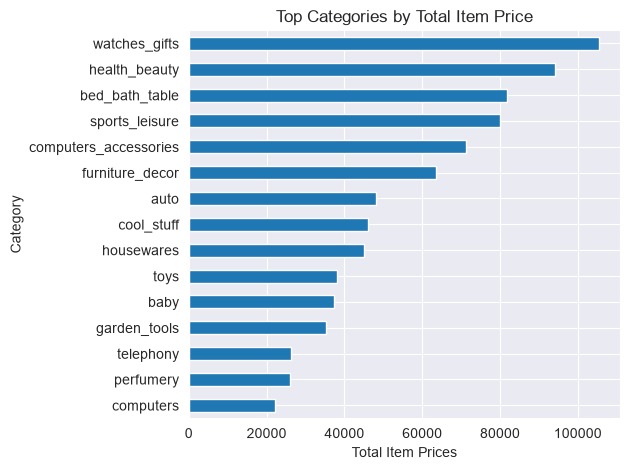 Top Categories by Total Item Price
Category
watches_gifts
health_beauty
bed_bath_table
sports_leisure
computers_accessories
furniture_decor
auto
cool_stuff
housewares
toys
baby
garden_tools
telephony
perfumery
computers
0 20000 40000 60000 80000 100000
Total Item Prices